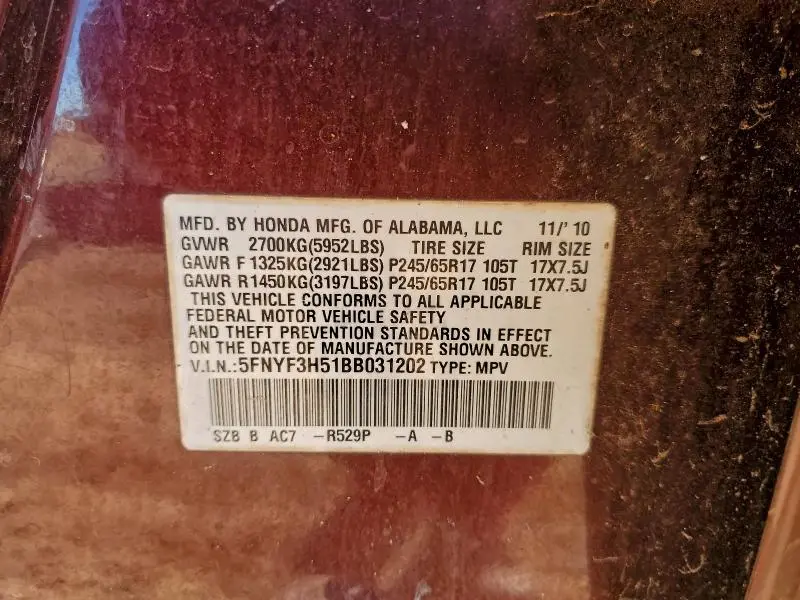 MFD. BY HONDA MFG. OF ALABAMA, LLC 11/' 10
GVWR 2700KG(5952LBS) TIRE SIZE RIM SIZE
GAWR F 1325KG(2921LBS) P245/65R17 105T 17X7.5J
GAWR R1450KG(3197LBS) P245/65R17 105T 17X7.5J
THIS VEHICLE CONFORMS TO ALL APPLICABLE
FEDERAL MOTOR VEHICLE SAFETY
AND THEFT PREVENTION STANDARDS IN EFFECT
ON THE DATE OF MANUFACTURE SHOWN ABOVE.
V.I.N.:5FNYF3H51BB031202 TYPE: MPV
SZB B AC7 -R529P -A -B